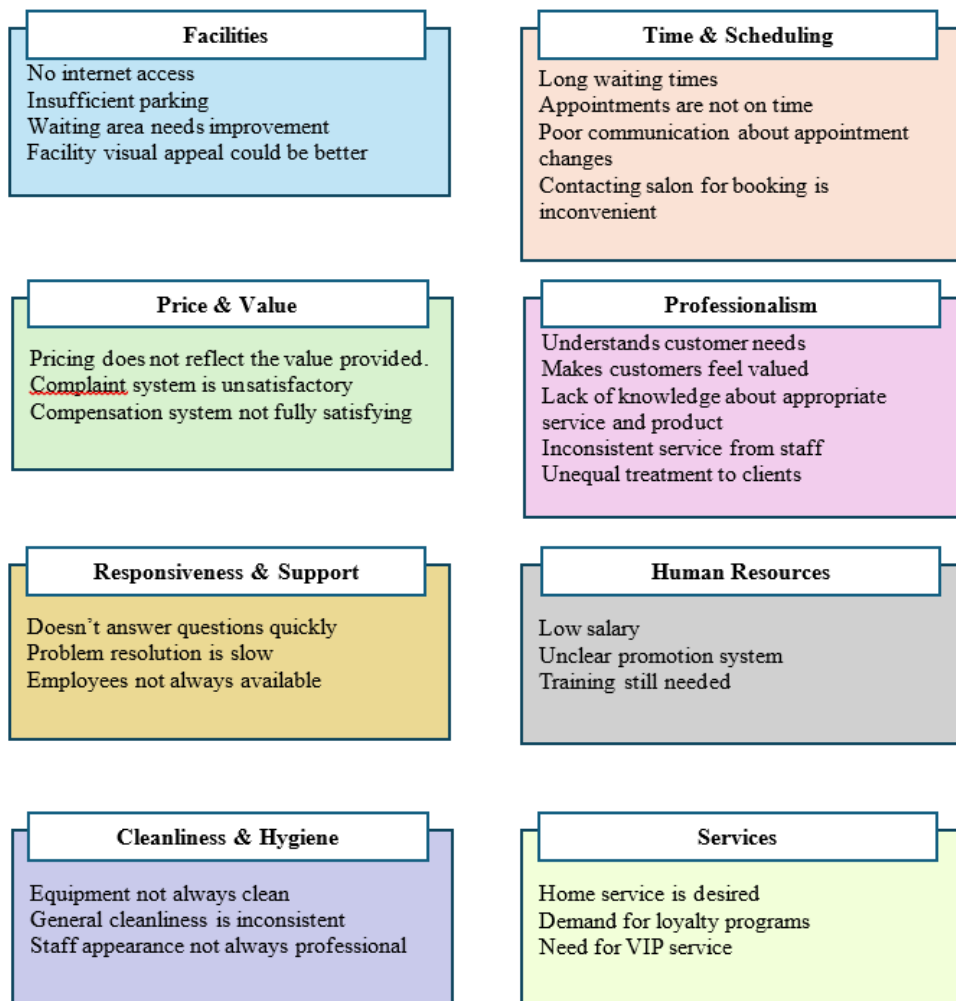 Facilities
No internet access
Insufficient parking
Waiting area needs improvement
Facility visual appeal could be better
Time & Scheduling
Long waiting times
Appointments are not on time
Poor communication about appointment
changes
Contacting salon for booking is
inconvenient
Price & Value
Pricing does not reflect the value provided.
Complaint system is unsatisfactory
Compensation system not fully satisfying
Professionalism
Understands customer needs
Makes customers feel valued
Lack of knowledge about appropriate
service and product
Inconsistent service from staff
Unequal treatment to clients
Responsiveness & Support
Doesn’t answer questions quickly
Problem resolution is slow
Employees not always available
Human Resources
Low salary
Unclear promotion system
Training still needed
Cleanliness & Hygiene
Equipment not always clean
General cleanliness is inconsistent
Staff appearance not always professional
Services
Home service is desired
Demand for loyalty programs
Need for VIP service